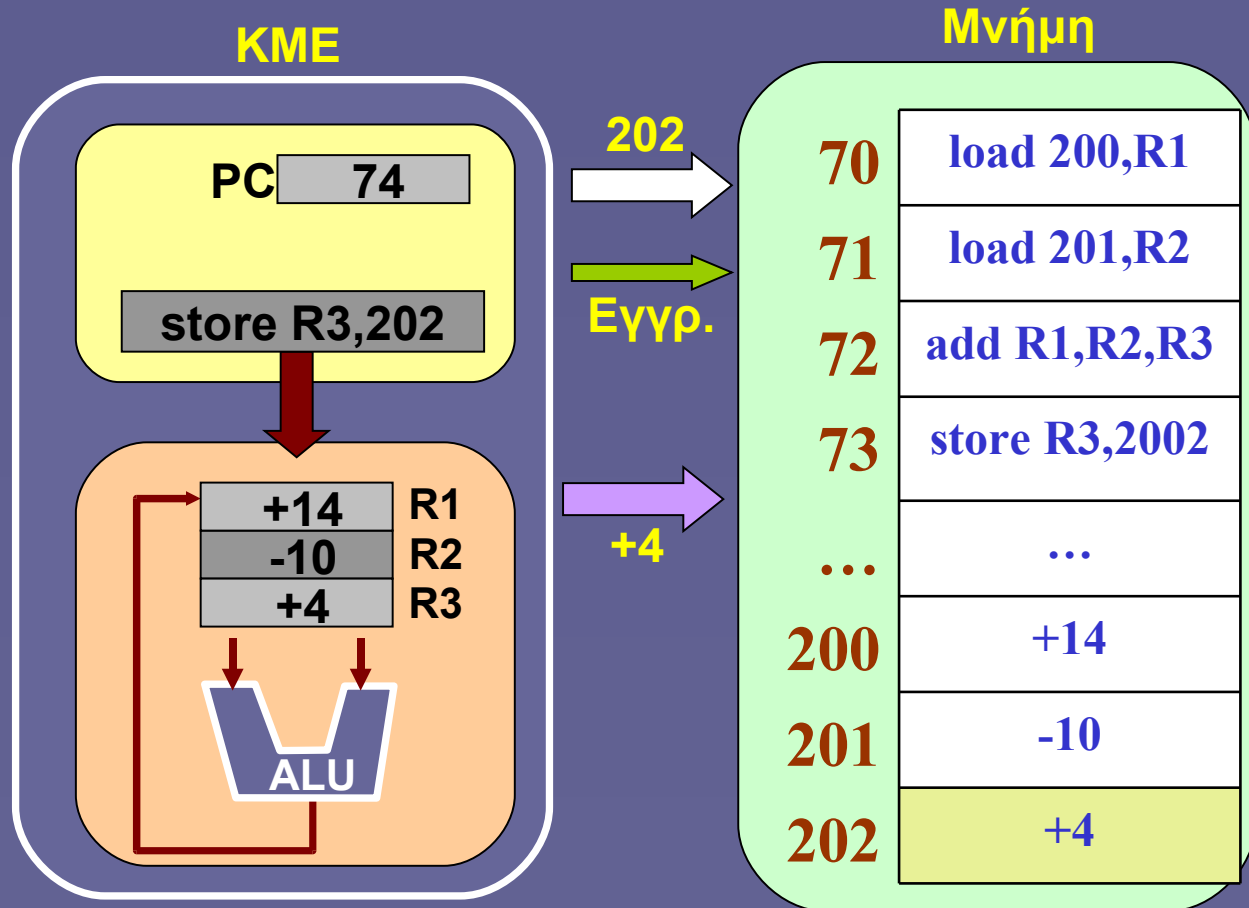 ΚΜΕ
PC 74
store R3,202
+14 R1
-10 R2
+4 R3
ALU
202
Εγγρ.
+4
Μνήμη
70 load 200,R1
71 load 201,R2
72 add R1,R2,R3
73 store R3,2002
... ...
200 +14
201 -10
202 +4